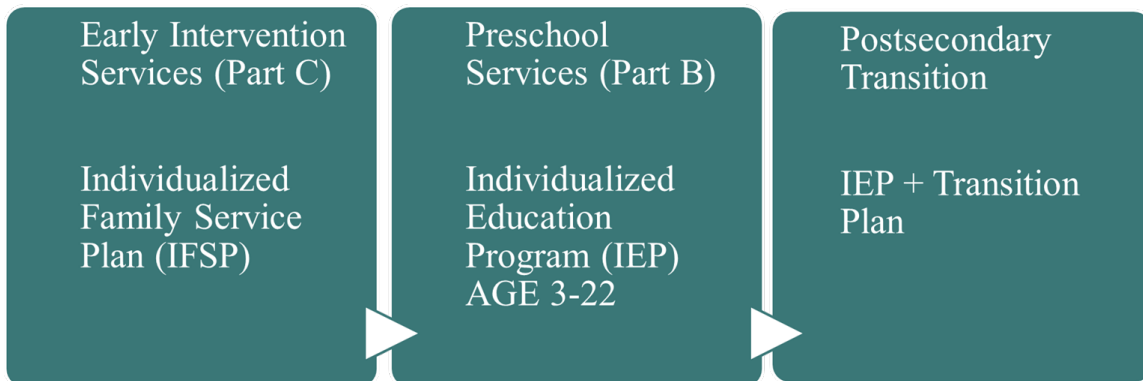 Early Intervention
Services (Part C)
Individualized
Family Service
Plan (IFSP)
Preschool
Services (Part B)
Individualized
Education
Program (IEP)
AGE 3-22
Postsecondary
Transition
IEP + Transition
Plan